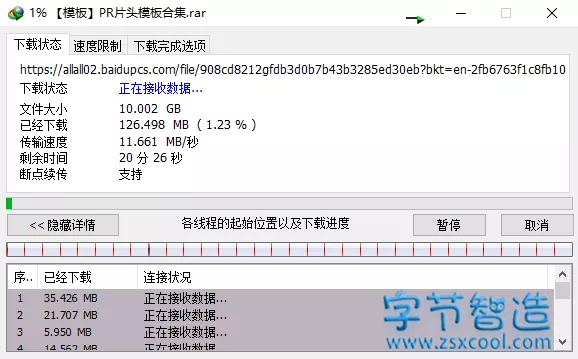 1% 【模板】PR片头模板合集.rar
下载状态 速度限制 下载完成选项
https://allall02.baidupcs.com/file/908cd8212gfdb3d0b7b43b3285ed30eb?bkt=en-2fb6763f1c8fb10
下载状态 正在接收数据...
文件大小 10.002 GB
已经下载 126.498 MB ( 1.23 % )
传输速度 11.661 MB/秒
剩余时间 20 分 26 秒
断点续传 支持
<< 隐藏详情 各线程的起始位置以及下载进度 暂停 取消
序.. 已经下载 连接状况
1 35.426 MB 正在接收数据...
2 21.707 MB 正在接收数据...
3 5.950 MB 正在接收数据...
4 14.562 MB 正在接收数据...
字节智造
www.zsxcool.com